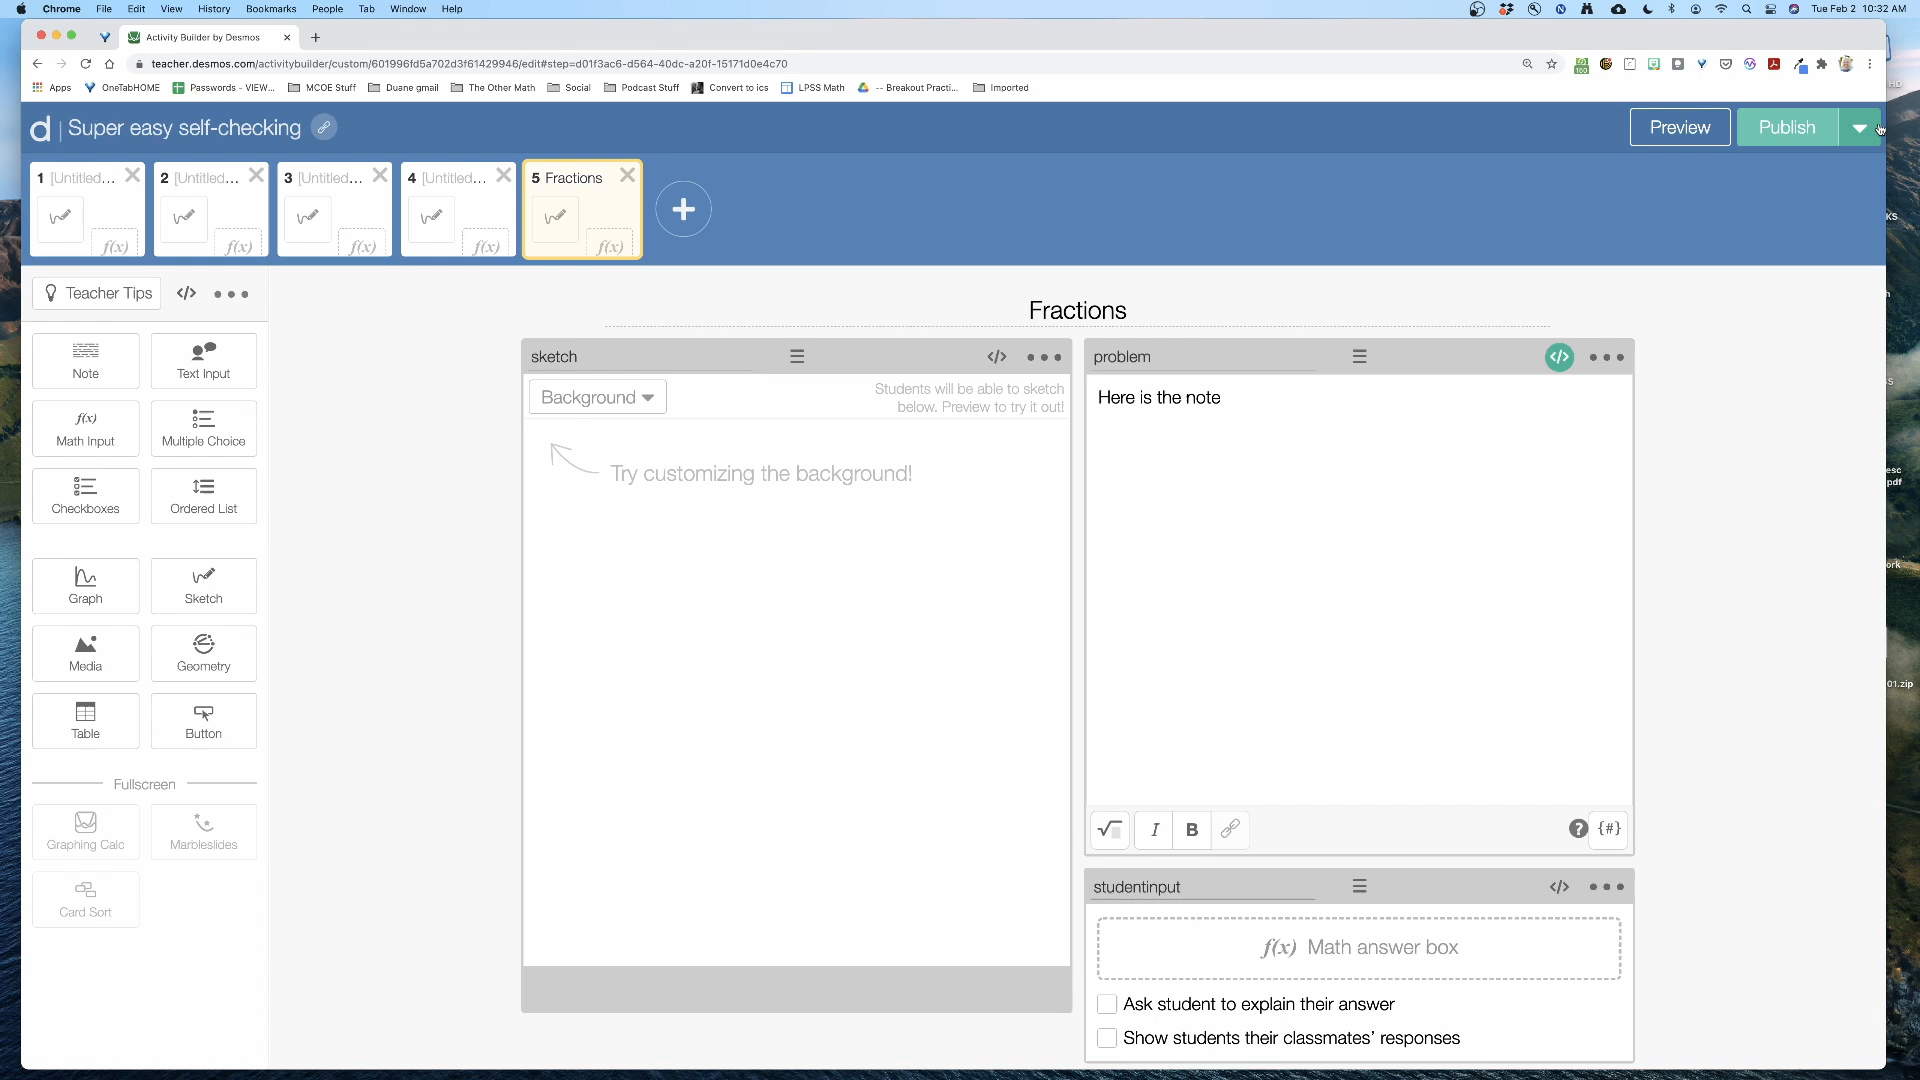 Chrome File Edit View History Bookmarks People Tab Window Help
Tue Feb 2 10:32 AM
Activity Builder by Desmos
teacher.desmos.com/activitybuilder/custom/601996fd5a702d3f61429946/edit#step=d01f3ac6-d564-40dc-a20f-15171d0e4c70
Apps OneTabHOME Passwords - VIEW... MCOE Stuff Duane gmail The Other Math Social Podcast Stuff Convert to ics LPSS Math -- Breakout Practi... Imported
d | Super easy self-checking
Preview Publish
1 [Untitled... 2 [Untitled... 3 [Untitled... 4 [Untitled... 5 Fractions
f(x) f(x) f(x) f(x) f(x)
Teacher Tips </>
Fractions
Note Text Input
f(x)
Math Input Multiple Choice
Checkboxes Ordered List
Graph Sketch
Media Geometry
Table Button
Fullscreen
Graphing Calc Marbleslides
Card Sort
sketch </>
Background
Students will be able to sketch
below. Preview to try it out!
Try customizing the background!
problem </>
Here is the note
I B ? {#}
studentinput </>
f(x) Math answer box
Ask student to explain their answer
Show students their classmates' responses
HD
KS
esc
pdf
ork
01.zip